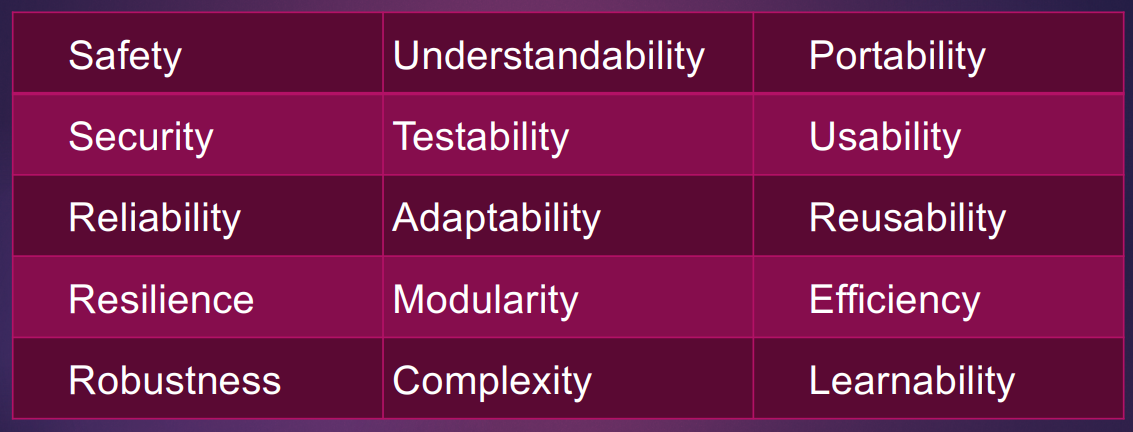 Safety Understandability Portability
Security Testability Usability
Reliability Adaptability Reusability
Resilience Modularity Efficiency
Robustness Complexity Learnability